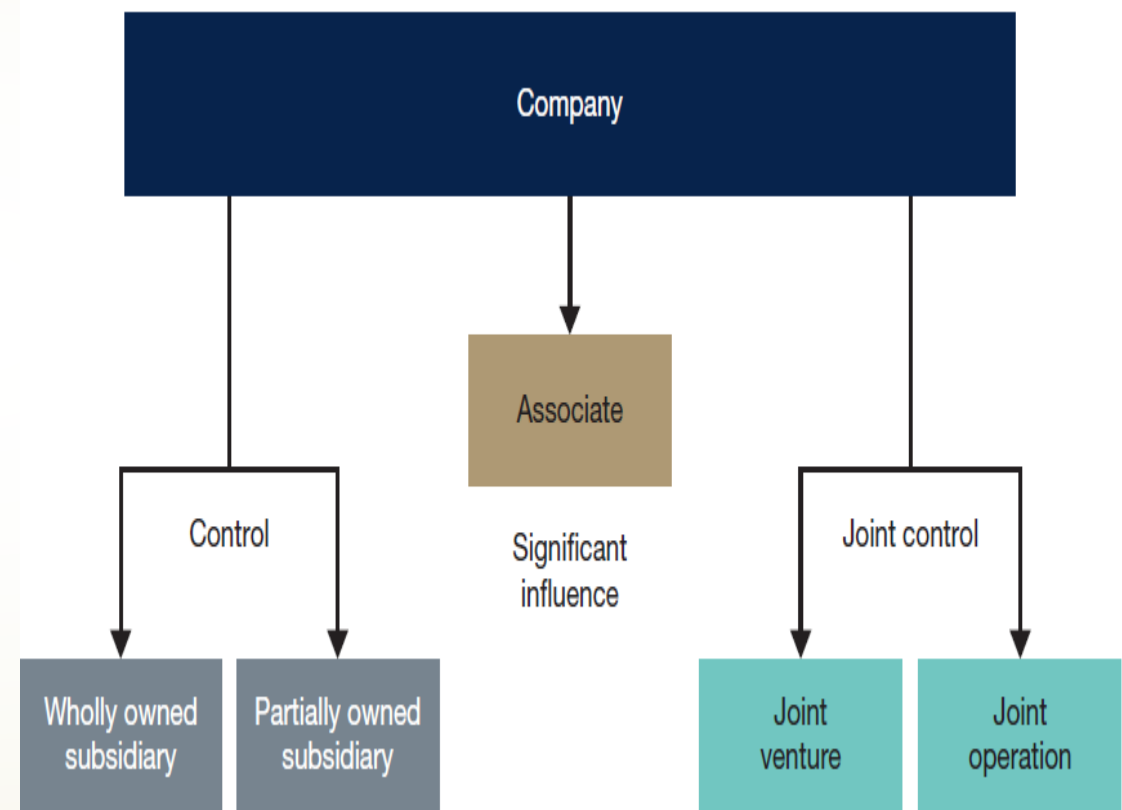 Company
Associate
Control
Significant
influence
Joint control
Wholly owned
subsidiary
Partially owned
subsidiary
Joint
venture
Joint
operation